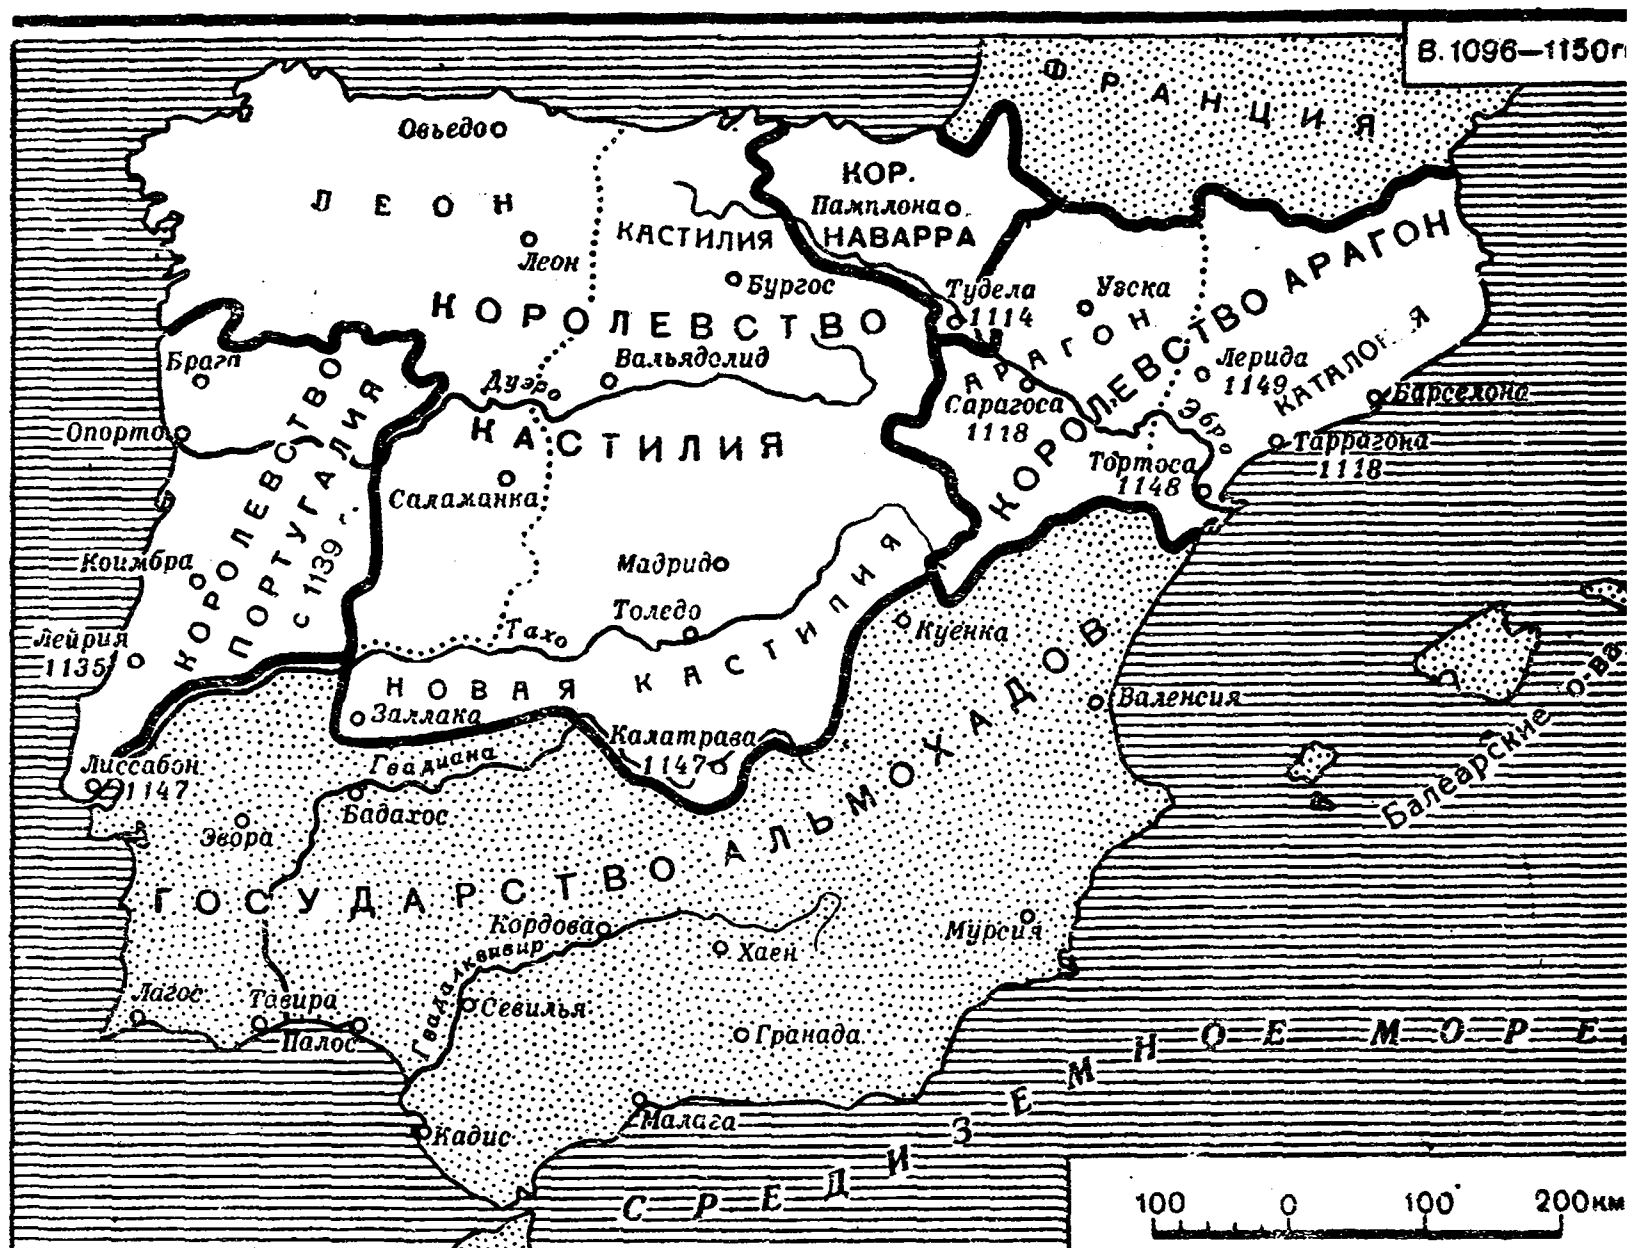 В. 1096—1150г
ФРАНЦИЯ
Овьедо
ЛЕОН
КОР.
Памплона
НАВАРРА
КАСТИЛИЯ
Леон
Бургос
КОРОЛЕВСТВО
КАСТИЛИЯ
Тудела
1114
Уэска
КОРОЛЕВСТВО АРАГОН
АРАГОН
Брага
Дуэро
Вальядолид
Сарагоса
1118
Лерида
1149
Барселона
Опорто
Эбро
Таррагона
1118
Саламанка
Тортоса
1148
КОРОЛЕВСТВО
ПОРТУГАЛИЯ
с 1139 г.
Коимбра
Мадрид
Толедо
Тахо
Куенка
Лейрия
1135
НОВАЯ КАСТИЛИЯ
Заллака
Валенсия
Калатрава
1147
Балеарские о-ва
Лиссабон
1147
Гвадиана
Бадахос
Эвора
ГОСУДАРСТВО АЛЬМОХАДОВ
Кордова
Гвадалквивир
Хаен
Мурсия
Лагос
Тавира
Палос
Севилья
Гранада
Малага
Кадис
СРЕДИЗЕМНОЕ МОРЕ
100 0 100 200км